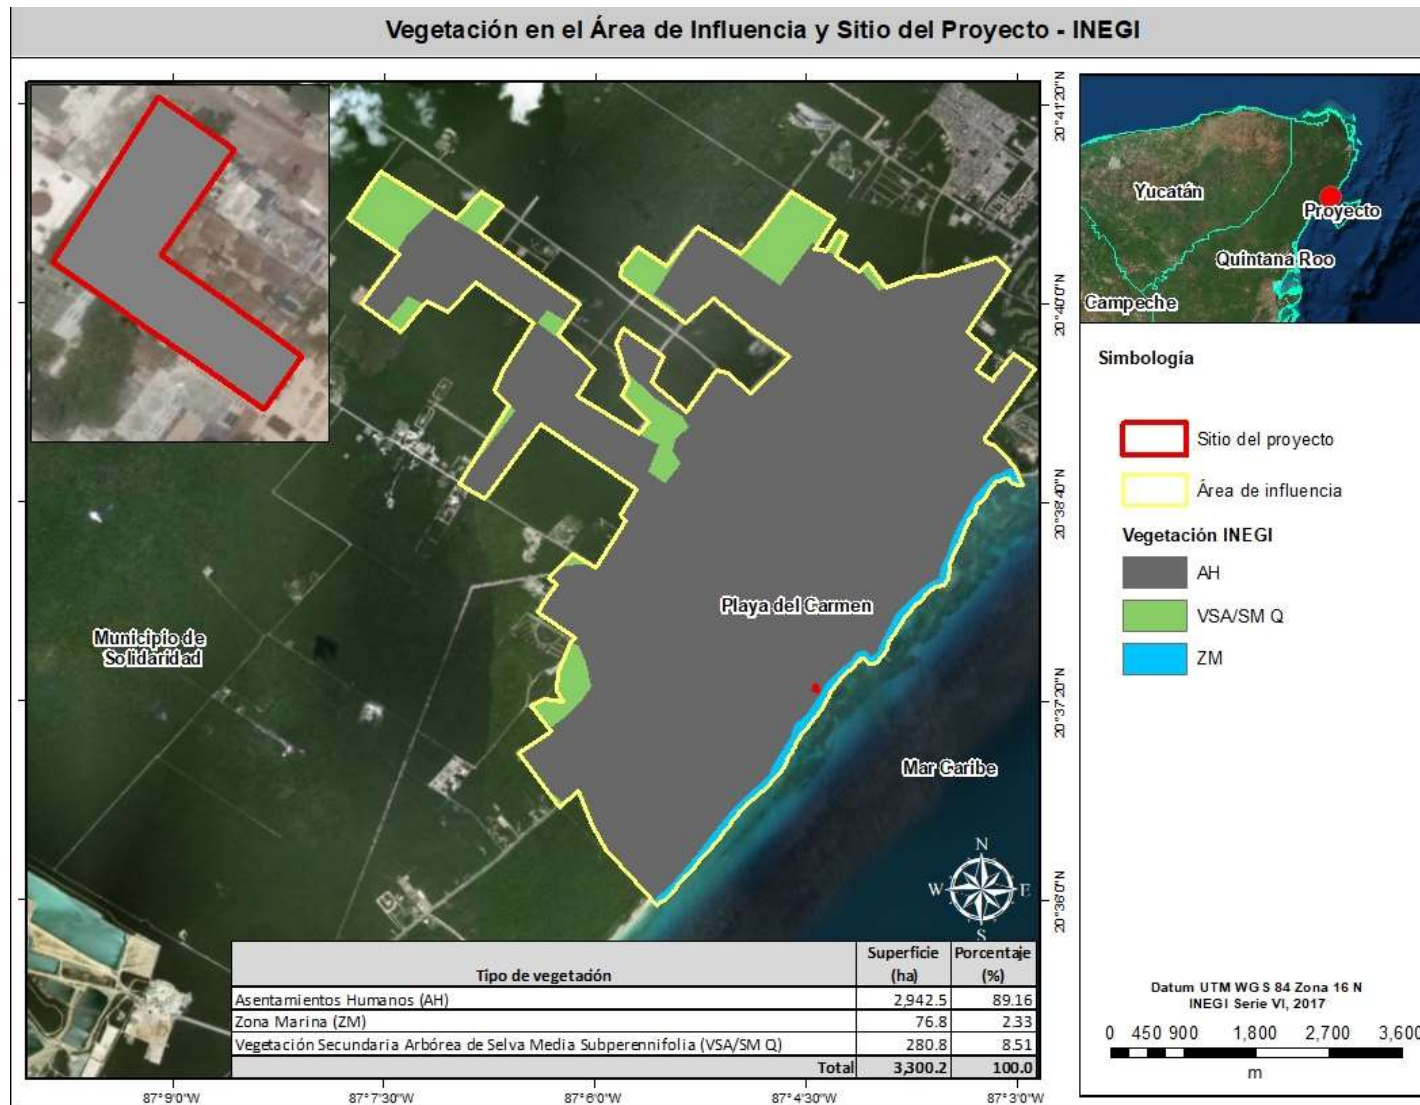 Vegetación en el Área de Influencia y Sitio del Proyecto - INEGI
20°41'20"N
20°40'0"N
20°38'40"N
20°37'20"N
20°36'0"N
Playa del Carmen
Municipio de
Solidaridad
Mar Caribe
N
W
E
S
Tipo de vegetación
Superficie
(ha)
Porcentaje
(%)
Asentamientos Humanos (AH) 2,942.5 89.16
Zona Marina (ZM) 76.8 2.33
Vegetación Secundaria Arbórea de Selva Media Subperennifolia (VSA/SM Q) 280.8 8.51
Total 3,300.2 100.0
87°9'0"W
87°7'30"W
87°6'0"W
87°4'30"W
87°3'0"W
Yucatán
Proyecto
Quintana Roo
Campeche
Simbología
Sitio del proyecto
Área de influencia
Vegetación INEGI
AH
VSA/SM Q
ZM
Datum UTM WGS 84 Zona 16 N
INEGI Serie VI, 2017
0 450 900 1,800 2,700 3,600
m